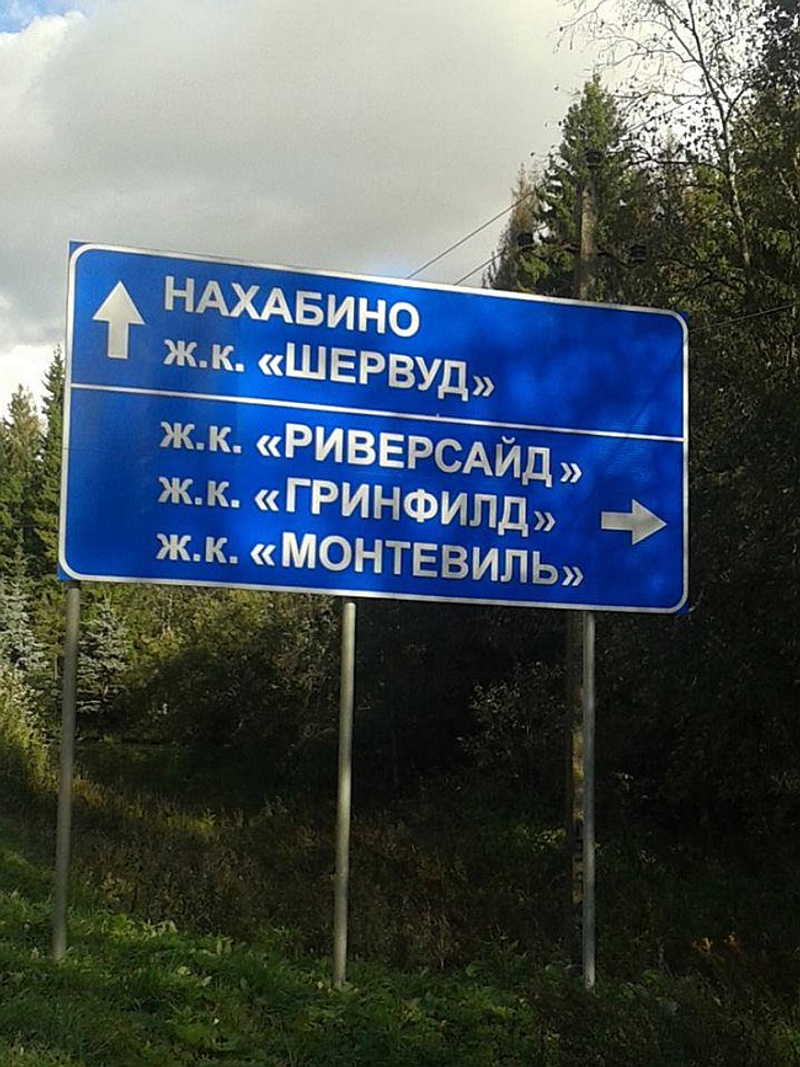 НАХАБИНО
Ж.К. «ШЕРВУД»
Ж.К. «РИВЕРСАЙД»
Ж.К. «ГРИНФИЛД»
Ж.К. «МОНТЕВИЛЬ»